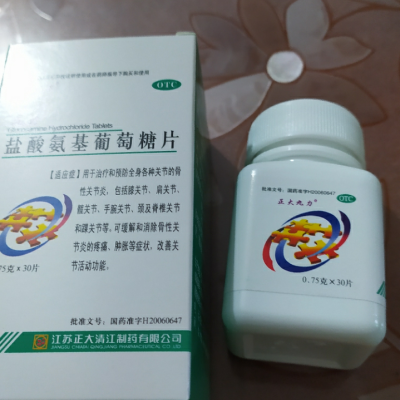 OTC
Hydrochloride Tablets
盐酸氨基葡萄糖片
【适应症】用于治疗和预防全身各种关节的骨
性关节炎，包括膝关节、肩关节、
髋关节、手腕关节、颈及脊椎关节
和踝关节等。可缓解和消除骨性关
节炎的疼痛、肿胀等症状，改善关
节活动功能。
75克×30片
批准文号：国药准字H20060647
江苏正大清江制药有限公司
批准文号：国药准字H20060647
OTC
正大九力
0.75克×30片